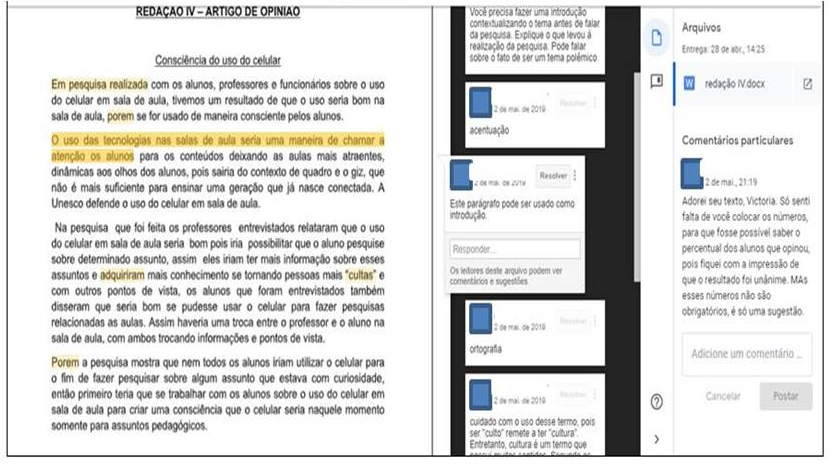 REDAÇÃO IV – ARTIGO DE OPINIÃO
Consciência do uso do celular
Em pesquisa realizada com os alunos, professores e funcionários sobre o uso
do celular em sala de aula, tivemos um resultado de que o uso seria bom na
sala de aula, porem se for usado de maneira consciente pelos alunos.
O uso das tecnologias nas salas de aula seria uma maneira de chamar a
atenção os alunos para os conteúdos deixando as aulas mais atraentes,
dinâmicas aos olhos dos alunos, pois sairia do contexto de quadro e o giz, que
não é mais suficiente para ensinar uma geração que já nasce conectada. A
Unesco defende o uso do celular em sala de aula.
Na pesquisa que foi feita os professores entrevistados relataram que o uso
do celular em sala de aula seria bom pois iria possibilitar que o aluno pesquise
sobre determinado assunto, assim eles iriam ter mais informação sobre esses
assuntos e adquiriram mais conhecimento se tornando pessoas mais "cultas" e
com outros pontos de vista, os alunos que foram entrevistados também
disseram que seria bom se pudesse usar o celular para fazer pesquisas
relacionadas as aulas. Assim haveria uma troca entre o professor e o aluno na
sala de aula, com ambos trocando informações e pontos de vista.
Porem a pesquisa mostra que nem todos os alunos iriam utilizar o celular para
o fim de fazer pesquisar sobre algum assunto que estava com curiosidade,
então primeiro teria que se trabalhar com os alunos sobre o uso do celular em
sala de aula para criar uma consciência que o celular seria naquele momento
somente para assuntos pedagógicos.
Você precisa fazer uma introdução
contextualizando o tema antes de falar
da pesquisa. Explique o que levou á
realização da pesquisa. Pode falar
sobre o fato de ser um tema polêmico.
2 de mai. de 2019 Resolver
acentuação
2 de mai. de 2019 Resolver
Este parágrafo pode ser usado como
introdução.
Responder...
Os leitores deste arquivo podem ver
comentários e sugestões.
2 de mai. de 2019 Resolver
ortografia
2 de mai. de 2019 Resolver
cuidado com o uso desse termo, pois
ser "culto" remete a ter "cultura".
Entretanto, cultura é um termo que
Arquivos
Entrega: 28 de abr., 14:25
W redação IV.docx
Comentários particulares
2 de mai., 21:19
Adorei seu texto, Victoria. Só senti
falta de você colocar os números,
para que fosse possível saber o
percentual dos alunos que opinou,
pois fiquei com a impressão de
que o resultado foi unânime. MAs
esses números não são
obrigatórios, é só uma sugestão.
Adicione um comentário ...
Cancelar Postar